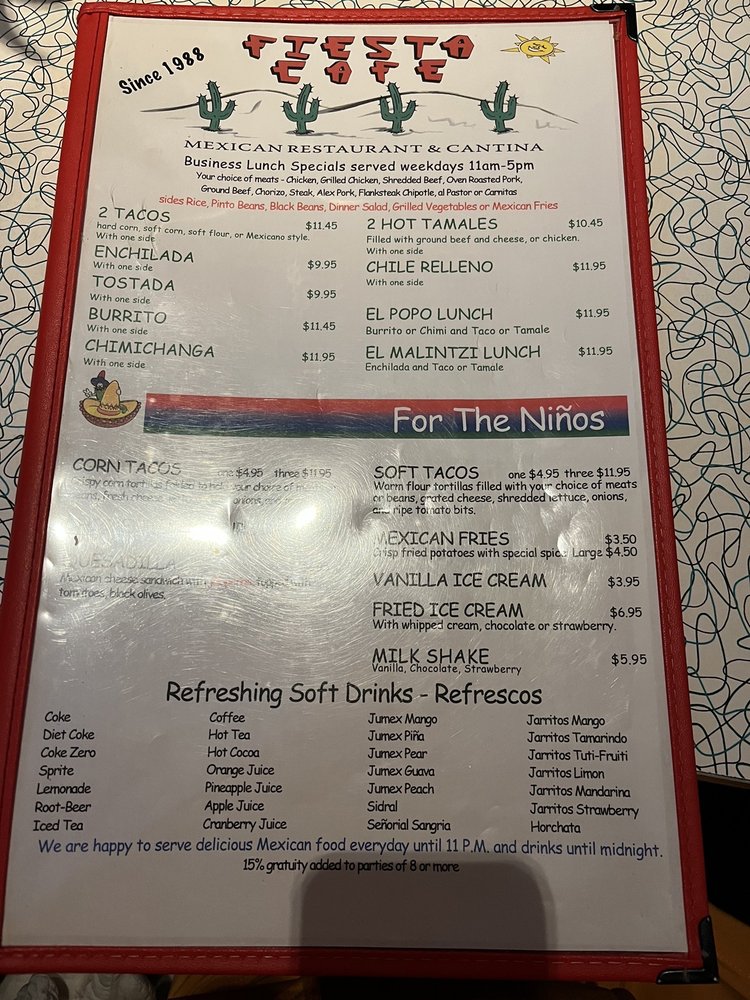 Since 1988
FIESTA
CAFE
MEXICAN RESTAURANT & CANTINA
Business Lunch Specials served weekdays 11am-5pm
Your choice of meats - Chicken, Grilled Chicken, Shredded Beef, Oven Roasted Pork,
Ground Beef, Chorizo, Steak, Alex Pork, Flanksteak Chipotle, al Pastor or Carnitas
sides Rice, Pinto Beans, Black Beans, Dinner Salad, Grilled Vegetables or Mexican Fries
2 TACOS $11.45
hard corn, soft corn, soft flour, or Mexicano style.
With one side
ENCHILADA
With one side $9.95
TOSTADA
With one side $9.95
BURRITO
With one side $11.45
CHIMICHANGA
With one side $11.95
2 HOT TAMALES $10.45
Filled with ground beef and cheese, or chicken.
With one side
CHILE RELLENO $11.95
With one side
EL POPO LUNCH $11.95
Burrito or Chimi and Taco or Tamale
EL MALINTZI LUNCH $11.95
Enchilada and Taco or Tamale
For The Niños
CORN TACOS one $4.95 three $11.95
your choice of
fresh
QUESADILLA
Mexican cheese sandwich with
tomatoes, black olives,
SOFT TACOS one $4.95 three $11.95
Warm flour tortillas filled with your choice of meats
or beans, grated cheese, shredded lettuce, onions,
and ripe tomato bits.
MEXICAN FRIES $3.50
Crisp fried potatoes with special spice Large $4.50
VANILLA ICE CREAM $3.95
FRIED ICE CREAM $6.95
With whipped cream, chocolate or strawberry.
MILK SHAKE $5.95
Vanilla, Chocolate, Strawberry
Refreshing Soft Drinks - Refrescos
Coke
Diet Coke
Coke Zero
Sprite
Lemonade
Root-Beer
Iced Tea
Coffee
Hot Tea
Hot Cocoa
Orange Juice
Pineapple Juice
Apple Juice
Cranberry Juice
Jumex Mango
Jumex Piña
Jumex Pear
Jumex Guava
Jumex Peach
Sidral
Señorial Sangria
Jarritos Mango
Jarritos Tamarindo
Jarritos Tuti-Fruiti
Jarritos Limon
Jarritos Mandarina
Jarritos Strawberry
Horchata
We are happy to serve delicious Mexican food everyday until 11 P.M. and drinks until midnight.
15% gratuity added to parties of 8 or more